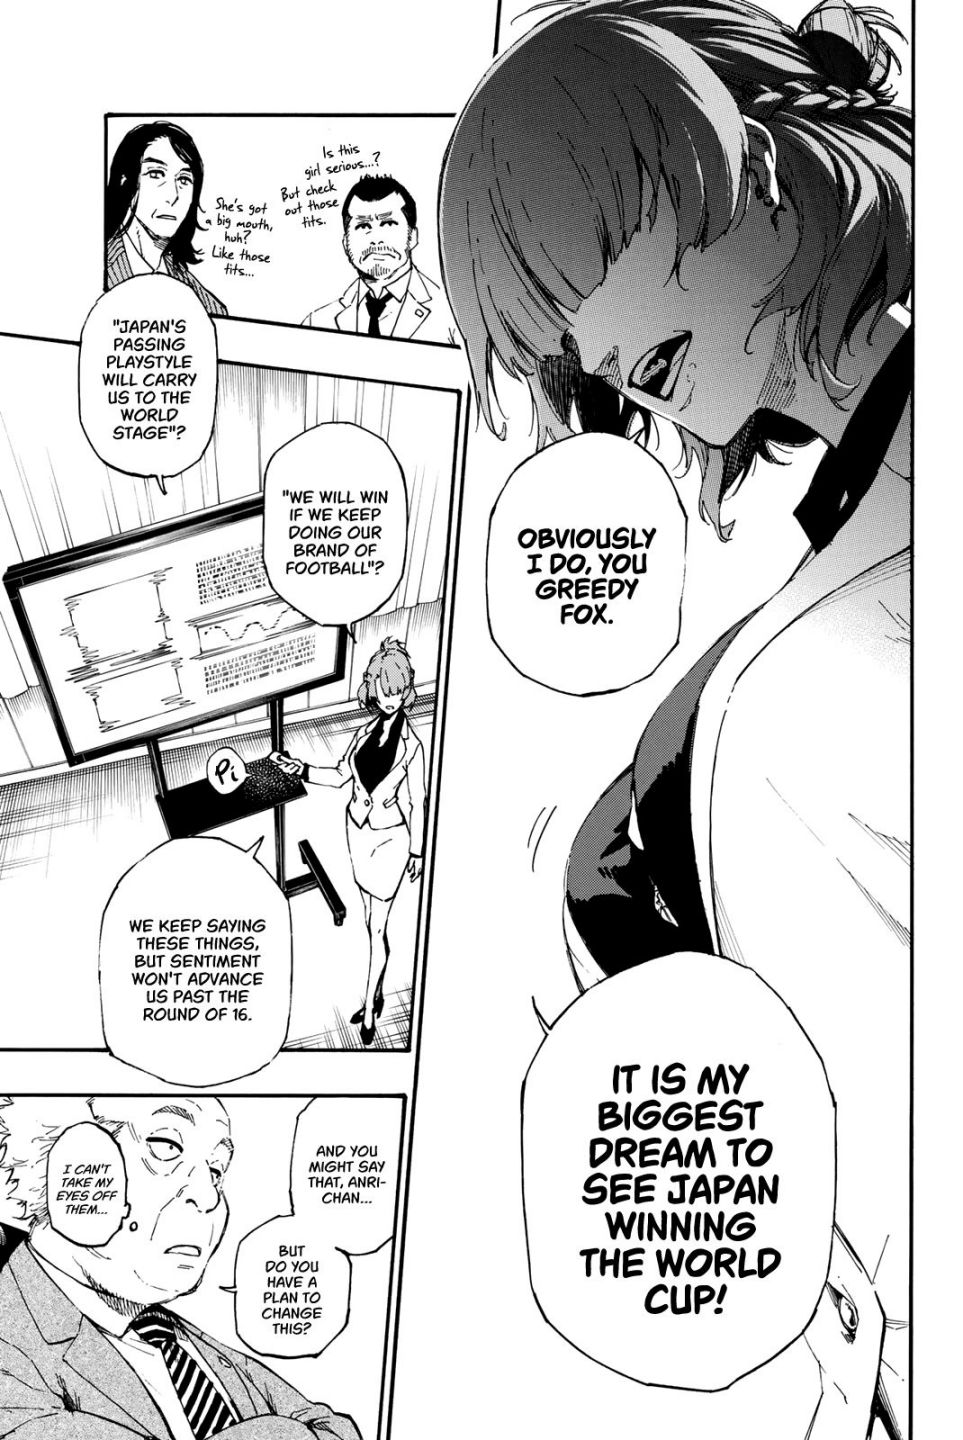 OBVIOUSLY
I DO, YOU
GREEDY
FOX.
IT IS MY
BIGGEST
DREAM TO
SEE JAPAN
WINNING
THE WORLD
CUP!
Is this
girl serious...?
But check
out those
tits.
She's got
a big mouth,
huh?
Like those
tits...
"JAPAN'S
PASSING
PLAYSTYLE
WILL CARRY
US TO THE
WORLD
STAGE"?
"WE WILL WIN
IF WE KEEP
DOING OUR
BRAND OF
FOOTBALL"?
Pi
WE KEEP SAYING
THESE THINGS,
BUT SENTIMENT
WON'T ADVANCE
US PAST THE
ROUND OF 16.
AND YOU
MIGHT SAY
THAT, ANRI-
CHAN...
BUT
DO YOU
HAVE A
PLAN TO
CHANGE
THIS?
I CAN'T
TAKE MY
EYES OFF
THEM...